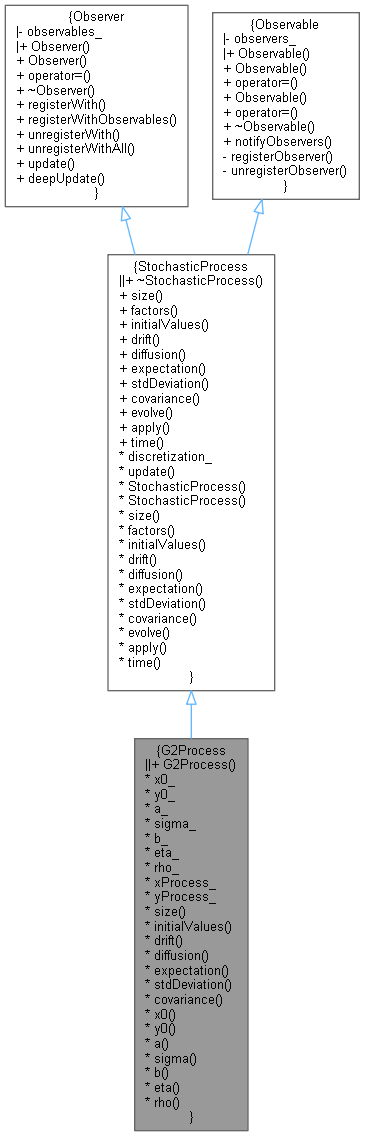 {Observer
|- observables_
|+ Observer()
+ Observer()
+ operator=()
+ ~Observer()
+ registerWith()
+ registerWithObservables()
+ unregisterWith()
+ unregisterWithAll()
+ update()
+ deepUpdate()
}
{Observable
|- observers_
|+ Observable()
+ Observable()
+ operator=()
+ Observable()
+ operator=()
+ ~Observable()
+ notifyObservers()
- registerObserver()
- unregisterObserver()
}
{StochasticProcess
||+ ~StochasticProcess()
+ size()
+ factors()
+ initialValues()
+ drift()
+ diffusion()
+ expectation()
+ stdDeviation()
+ covariance()
+ evolve()
+ apply()
+ time()
* discretization_
* update()
* StochasticProcess()
* StochasticProcess()
* size()
* factors()
* initialValues()
* drift()
* diffusion()
* expectation()
* stdDeviation()
* covariance()
* evolve()
* apply()
* time()
}
{G2Process
||+ G2Process()
* x0_
* y0_
* a_
* sigma_
* b_
* eta_
* rho_
* xProcess_
* yProcess_
* size()
* initialValues()
* drift()
* diffusion()
* expectation()
* stdDeviation()
* covariance()
* x0()
* y0()
* a()
* sigma()
* b()
* eta()
* rho()
}